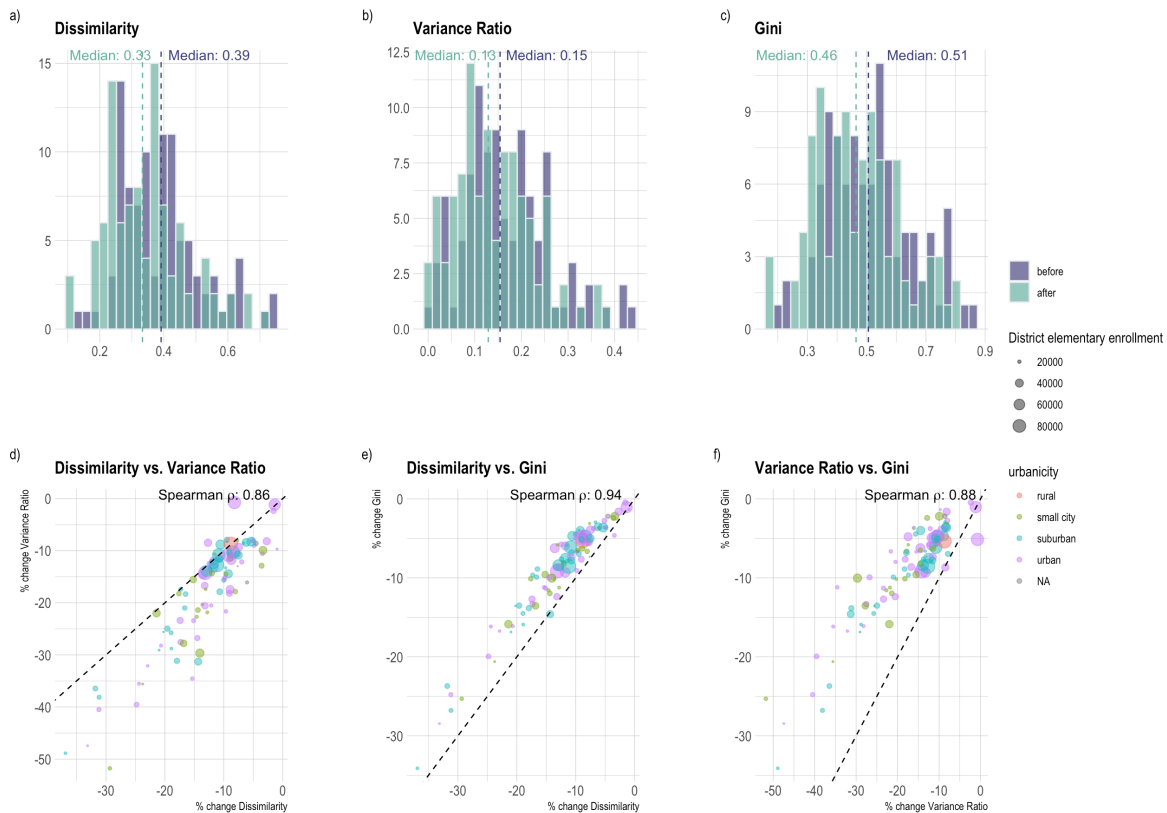 a)
Dissimilarity
Median: 0.33
Median: 0.39
15
10
5
0
0.2
0.4
0.6
b)
Variance Ratio
Median: 0.13
Median: 0.15
12.5
10.0
7.5
5.0
2.5
0.0
0.0
0.1
0.2
0.3
0.4
c)
Gini
Median: 0.46
Median: 0.51
9
6
3
0
0.3
0.5
0.7
0.9
before
after
District elementary enrollment
20000
40000
60000
80000
urbanicity
rural
small city
suburban
urban
NA
d)
Dissimilarity vs. Variance Ratio
Spearman ρ: 0.86
% change Variance Ratio
0
-10
-20
-30
-40
-50
-30
-20
-10
0
% change Dissimilarity
e)
Dissimilarity vs. Gini
Spearman ρ: 0.94
% change Gini
0
-10
-20
-30
-30
-20
-10
0
% change Dissimilarity
f)
Variance Ratio vs. Gini
Spearman ρ: 0.88
% change Gini
0
-10
-20
-30
-50
-40
-30
-20
-10
0
% change Variance Ratio